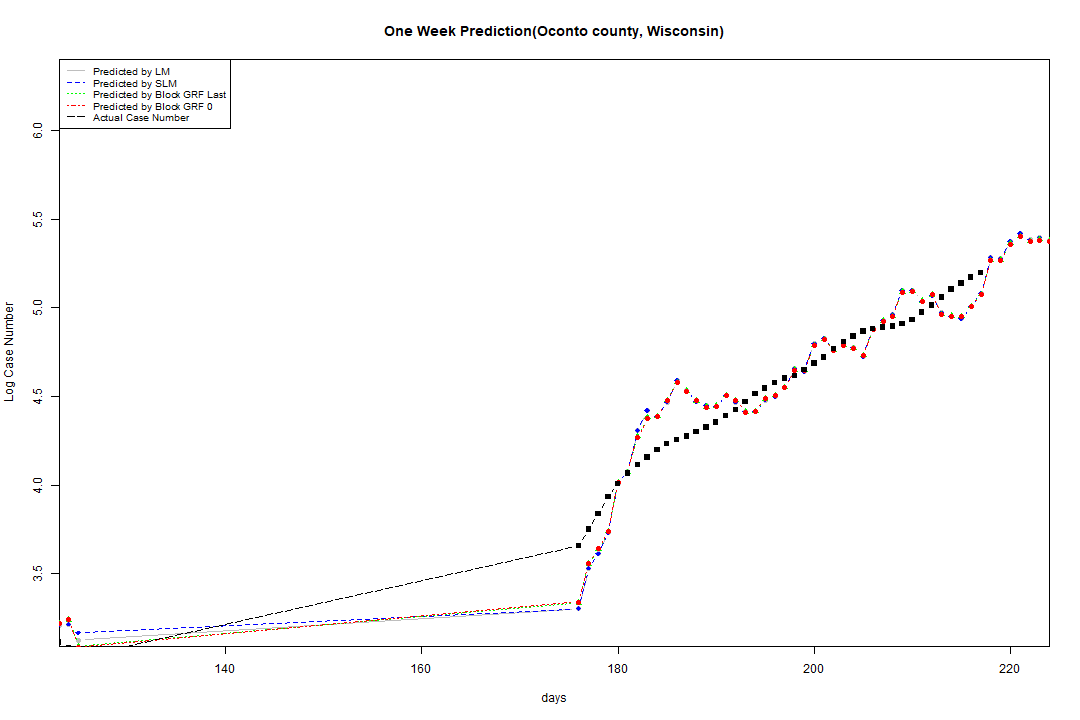 One Week Prediction(Oconto county, Wisconsin)
Predicted by LM
Predicted by SLM
Predicted by Block GRF Last
Predicted by Block GRF 0
Actual Case Number
Log Case Number
6.0
5.5
5.0
4.5
4.0
3.5
140 160 180 200 220
days